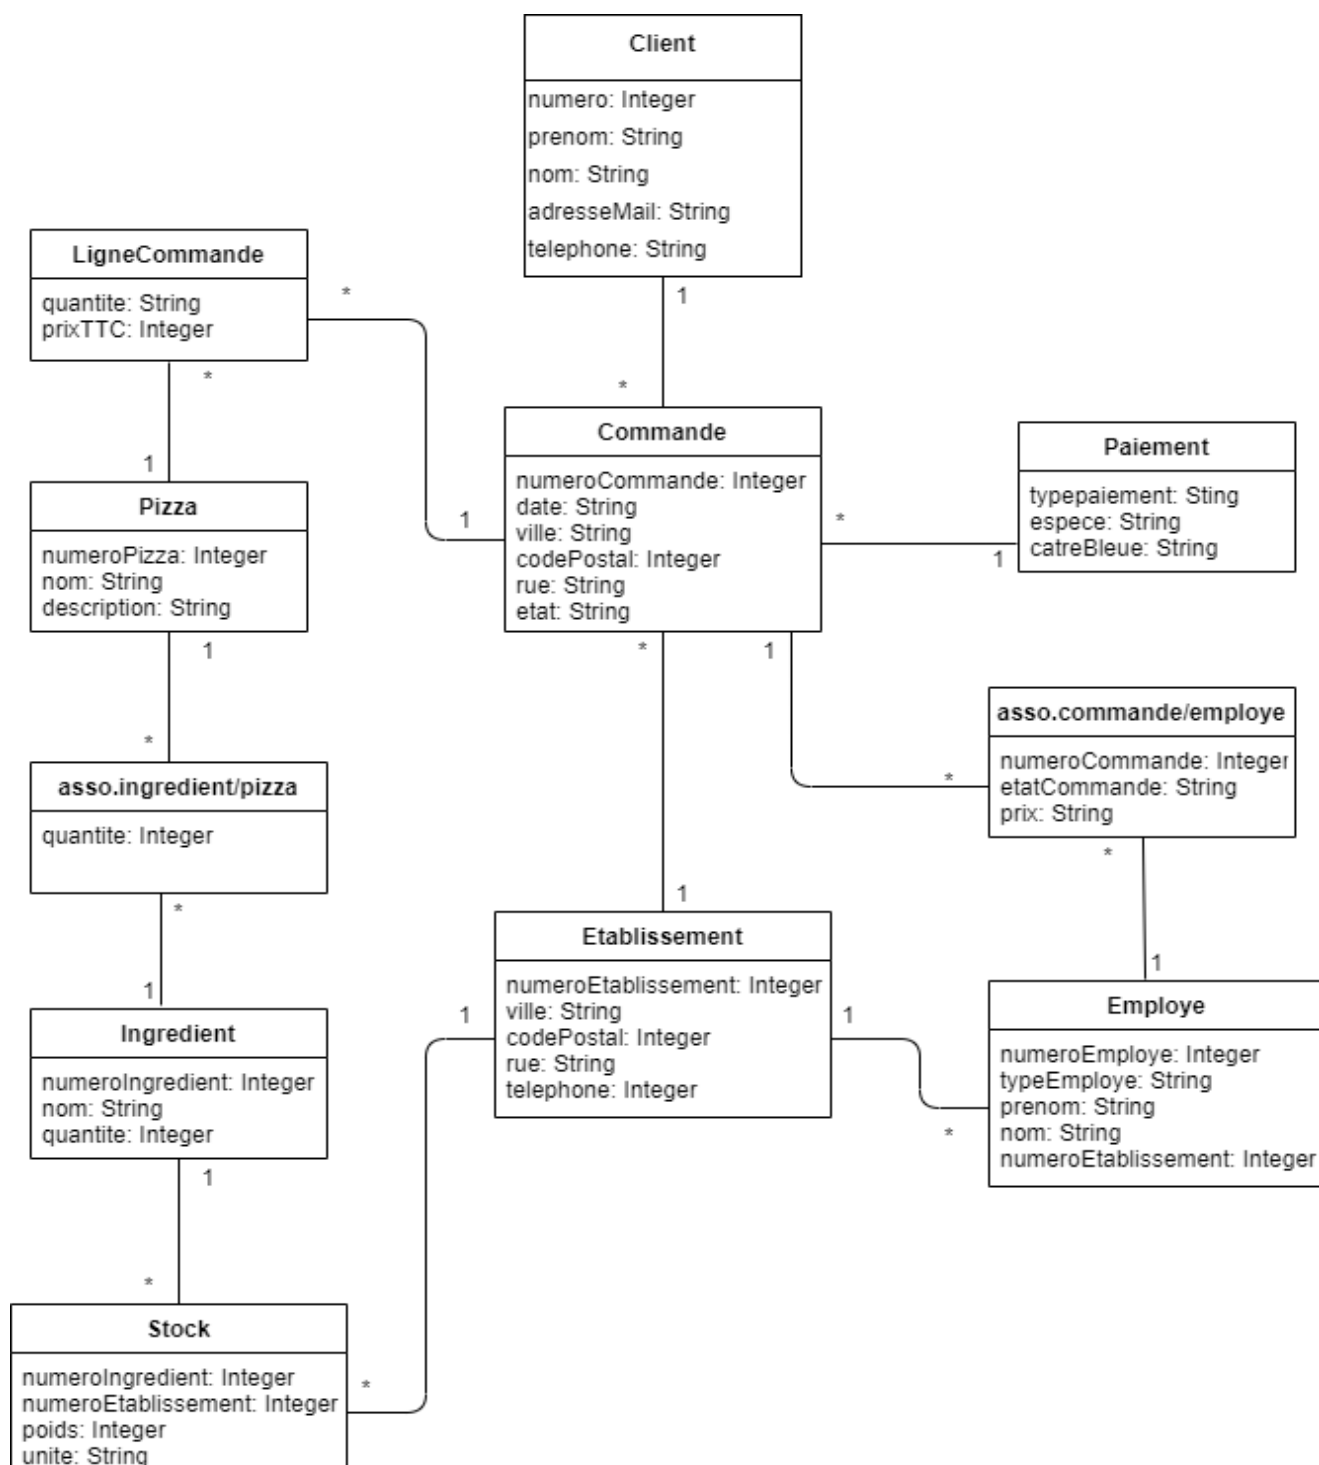 Client
numero: Integer
prenom: String
nom: String
adresseMail: String
telephone: String
1
*
LigneCommande
quantite: String
prixTTC: Integer
*
*
1
1
Commande
numeroCommande: Integer
date: String
ville: String
codePostal: Integer
rue: String
etat: String
*
1
Paiement
typepaiement: Sting
espece: String
catreBleue: String
Pizza
numeroPizza: Integer
nom: String
description: String
1
*
*
1
*
asso.commande/employe
numeroCommande: Integer
etatCommande: String
prix: String
*
1
asso.ingredient/pizza
quantite: Integer
*
1
1
Etablissement
numeroEtablissement: Integer
ville: String
codePostal: Integer
rue: String
telephone: Integer
1
1
*
Employe
numeroEmploye: Integer
typeEmploye: String
prenom: String
nom: String
numeroEtablissement: Integer
Ingredient
numeroIngredient: Integer
nom: String
quantite: Integer
1
*
*
Stock
numeroIngredient: Integer
numeroEtablissement: Integer
poids: Integer
unite: String